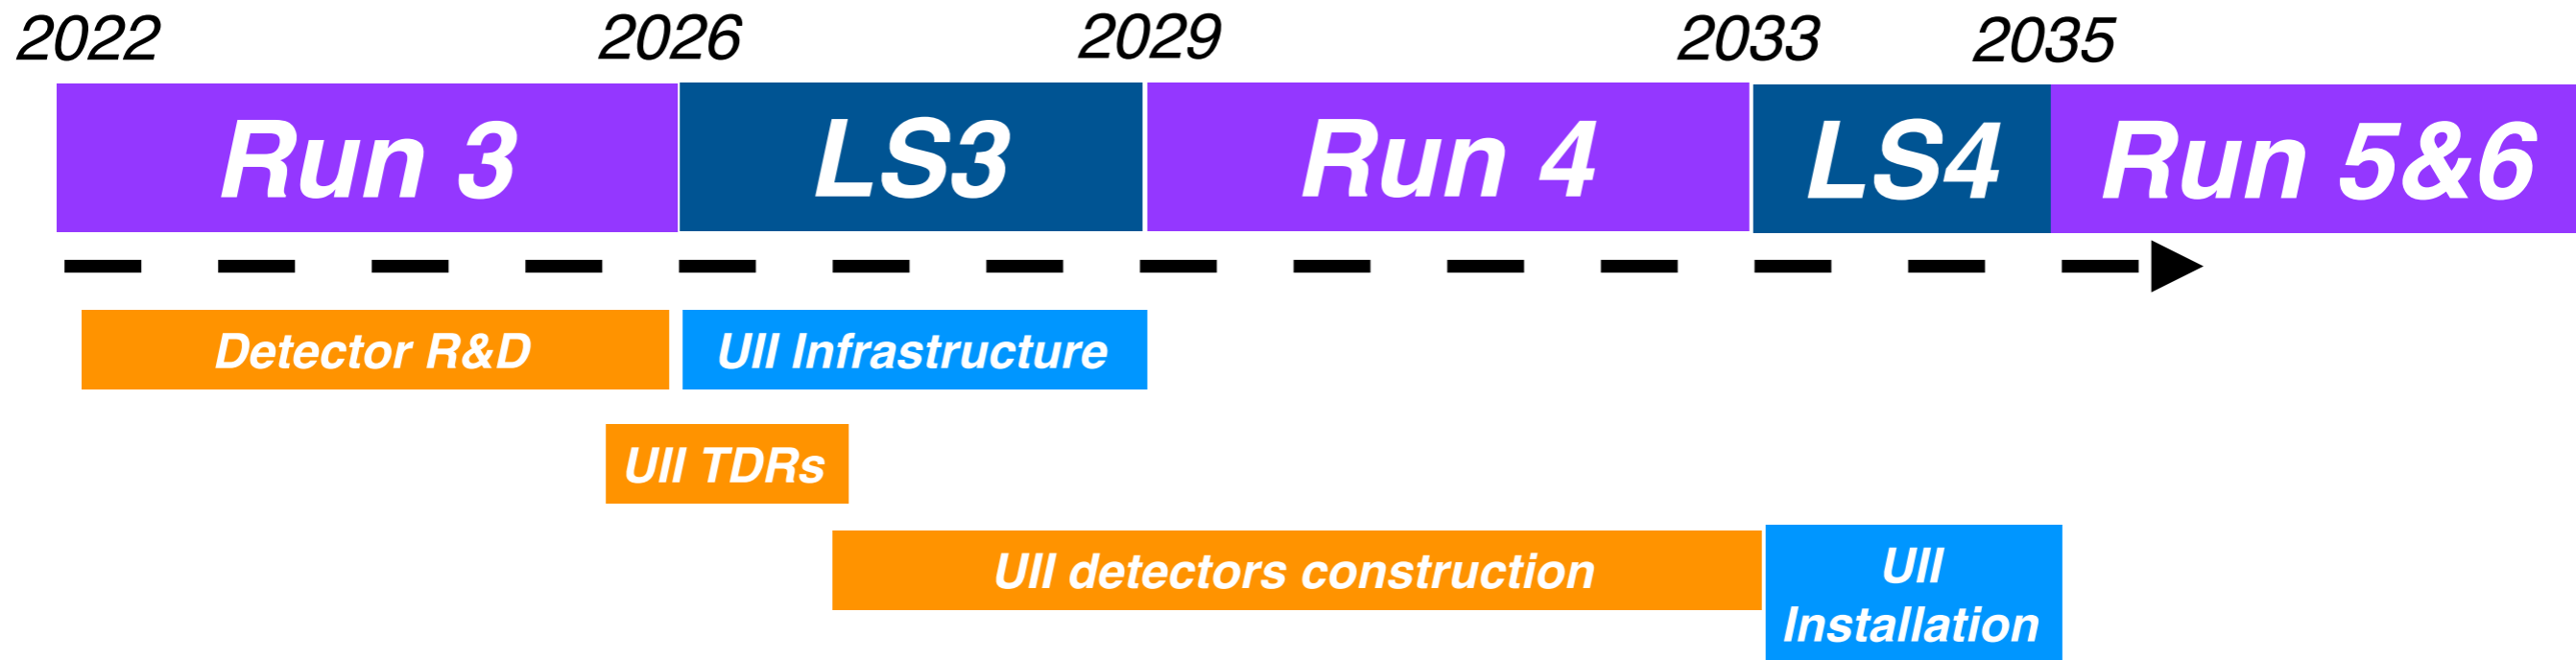 2022 2026 2029 2033 2035
Run 3 LS3 Run 4 LS4 Run 5&6
Detector R&D UII Infrastructure
UII TDRs
UII detectors construction
UII
Installation